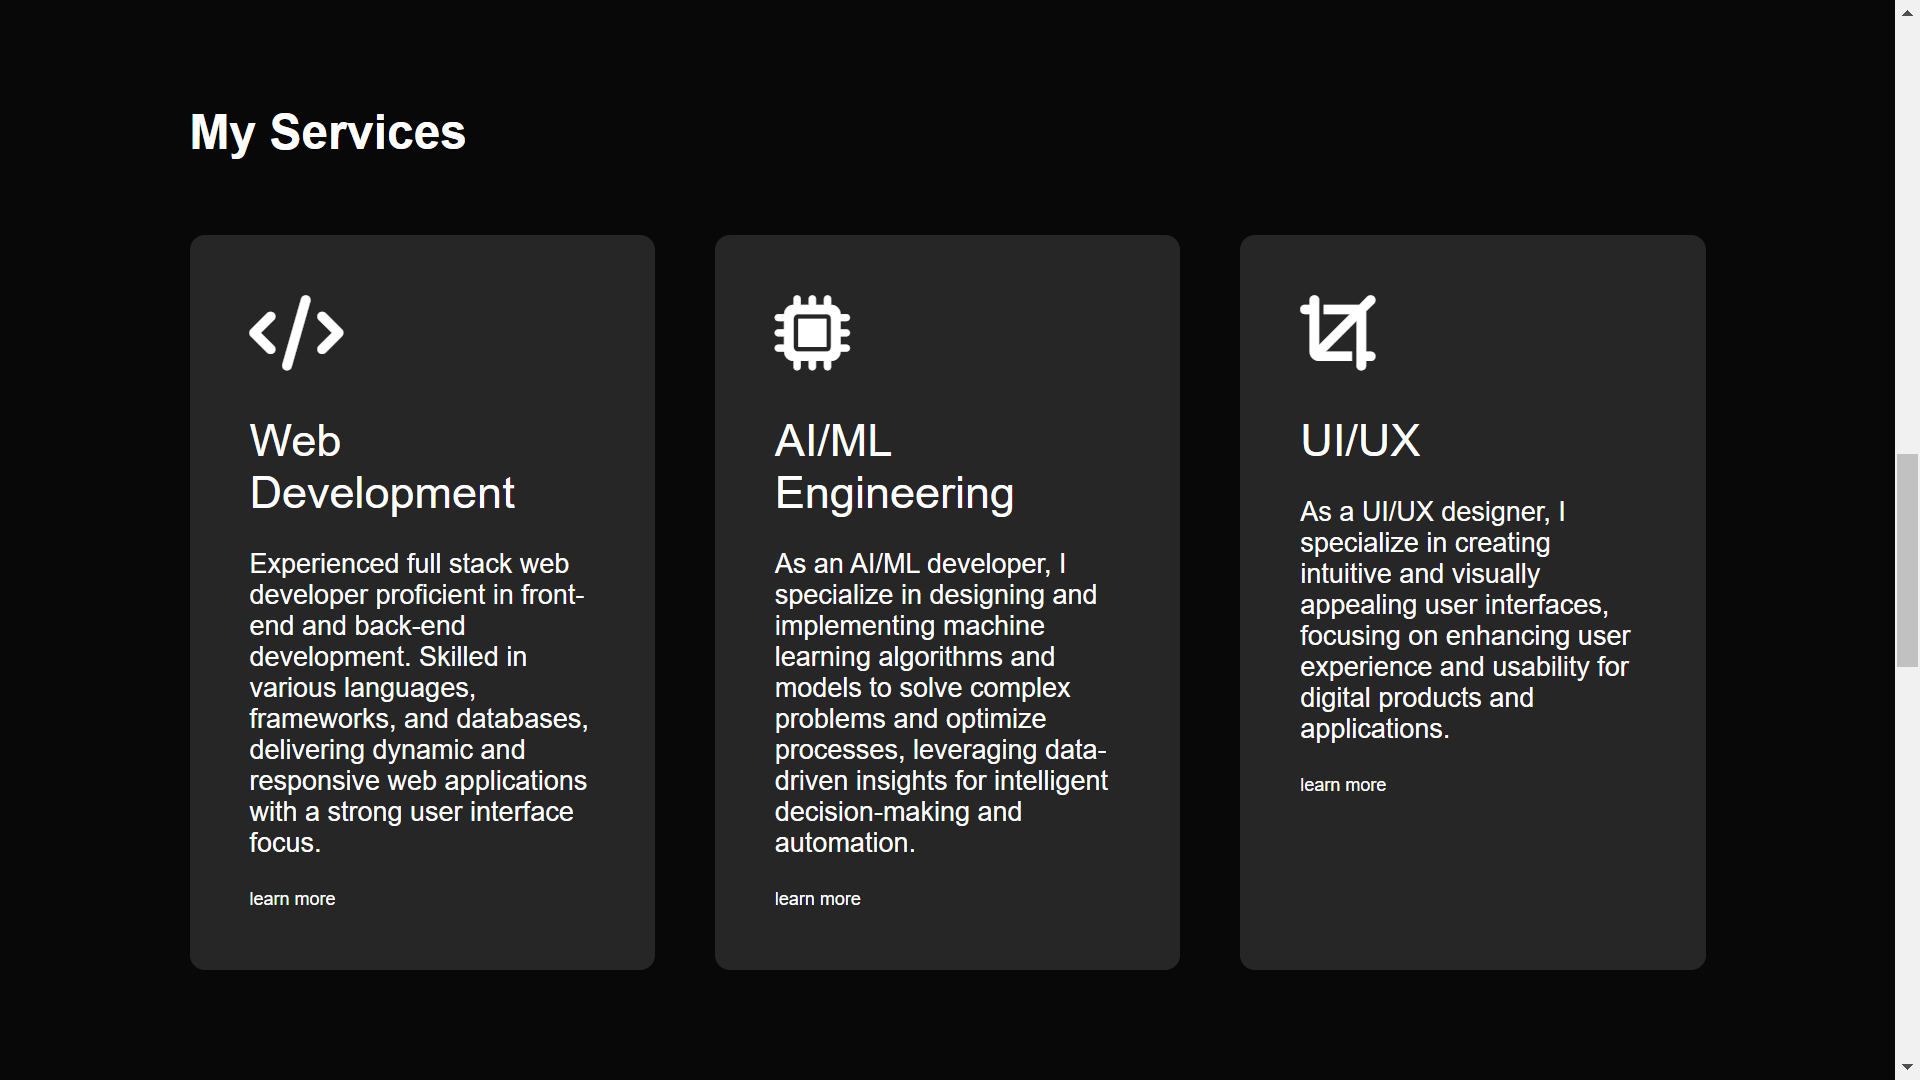 My Services
Web
Development
Experienced full stack web
developer proficient in front-
end and back-end
development. Skilled in
various languages,
frameworks, and databases,
delivering dynamic and
responsive web applications
with a strong user interface
focus.
learn more
AI/ML
Engineering
As an AI/ML developer, I
specialize in designing and
implementing machine
learning algorithms and
models to solve complex
problems and optimize
processes, leveraging data-
driven insights for intelligent
decision-making and
automation.
learn more
UI/UX
As a UI/UX designer, I
specialize in creating
intuitive and visually
appealing user interfaces,
focusing on enhancing user
experience and usability for
digital products and
applications.
learn more